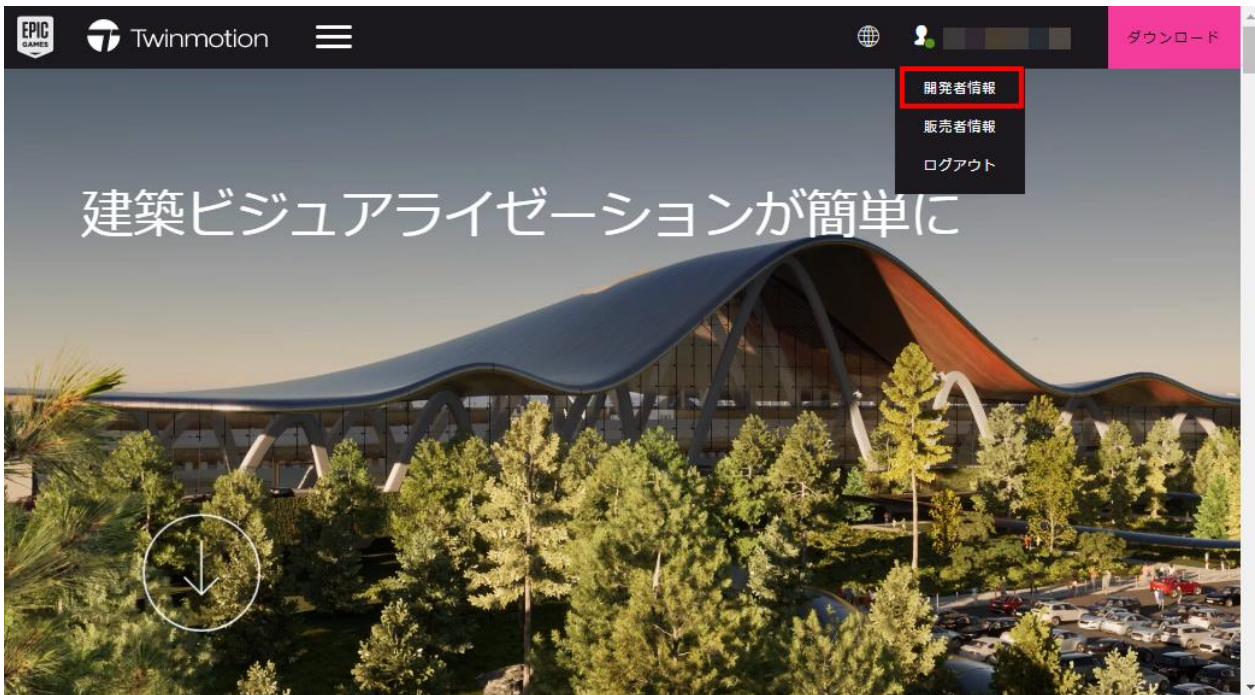 EPIC
GAMES
Twinmotion
ダウンロード
開発者情報
販売者情報
ログアウト
建築ビジュアライゼーションが簡単に